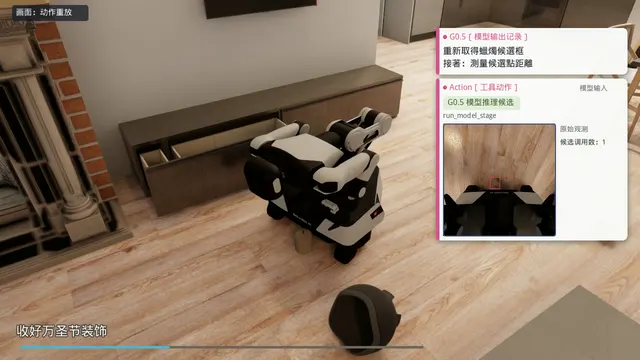 画面：动作重放
G0.5 [ 模型输出记录 ]
重新取得蠟燭候選框
接著：測量候選點距離
Action [ 工具动作 ]
模型输入
G0.5 模型推理候选
run_model_stage
原始观测
候选调用数：1
收好万圣节装饰